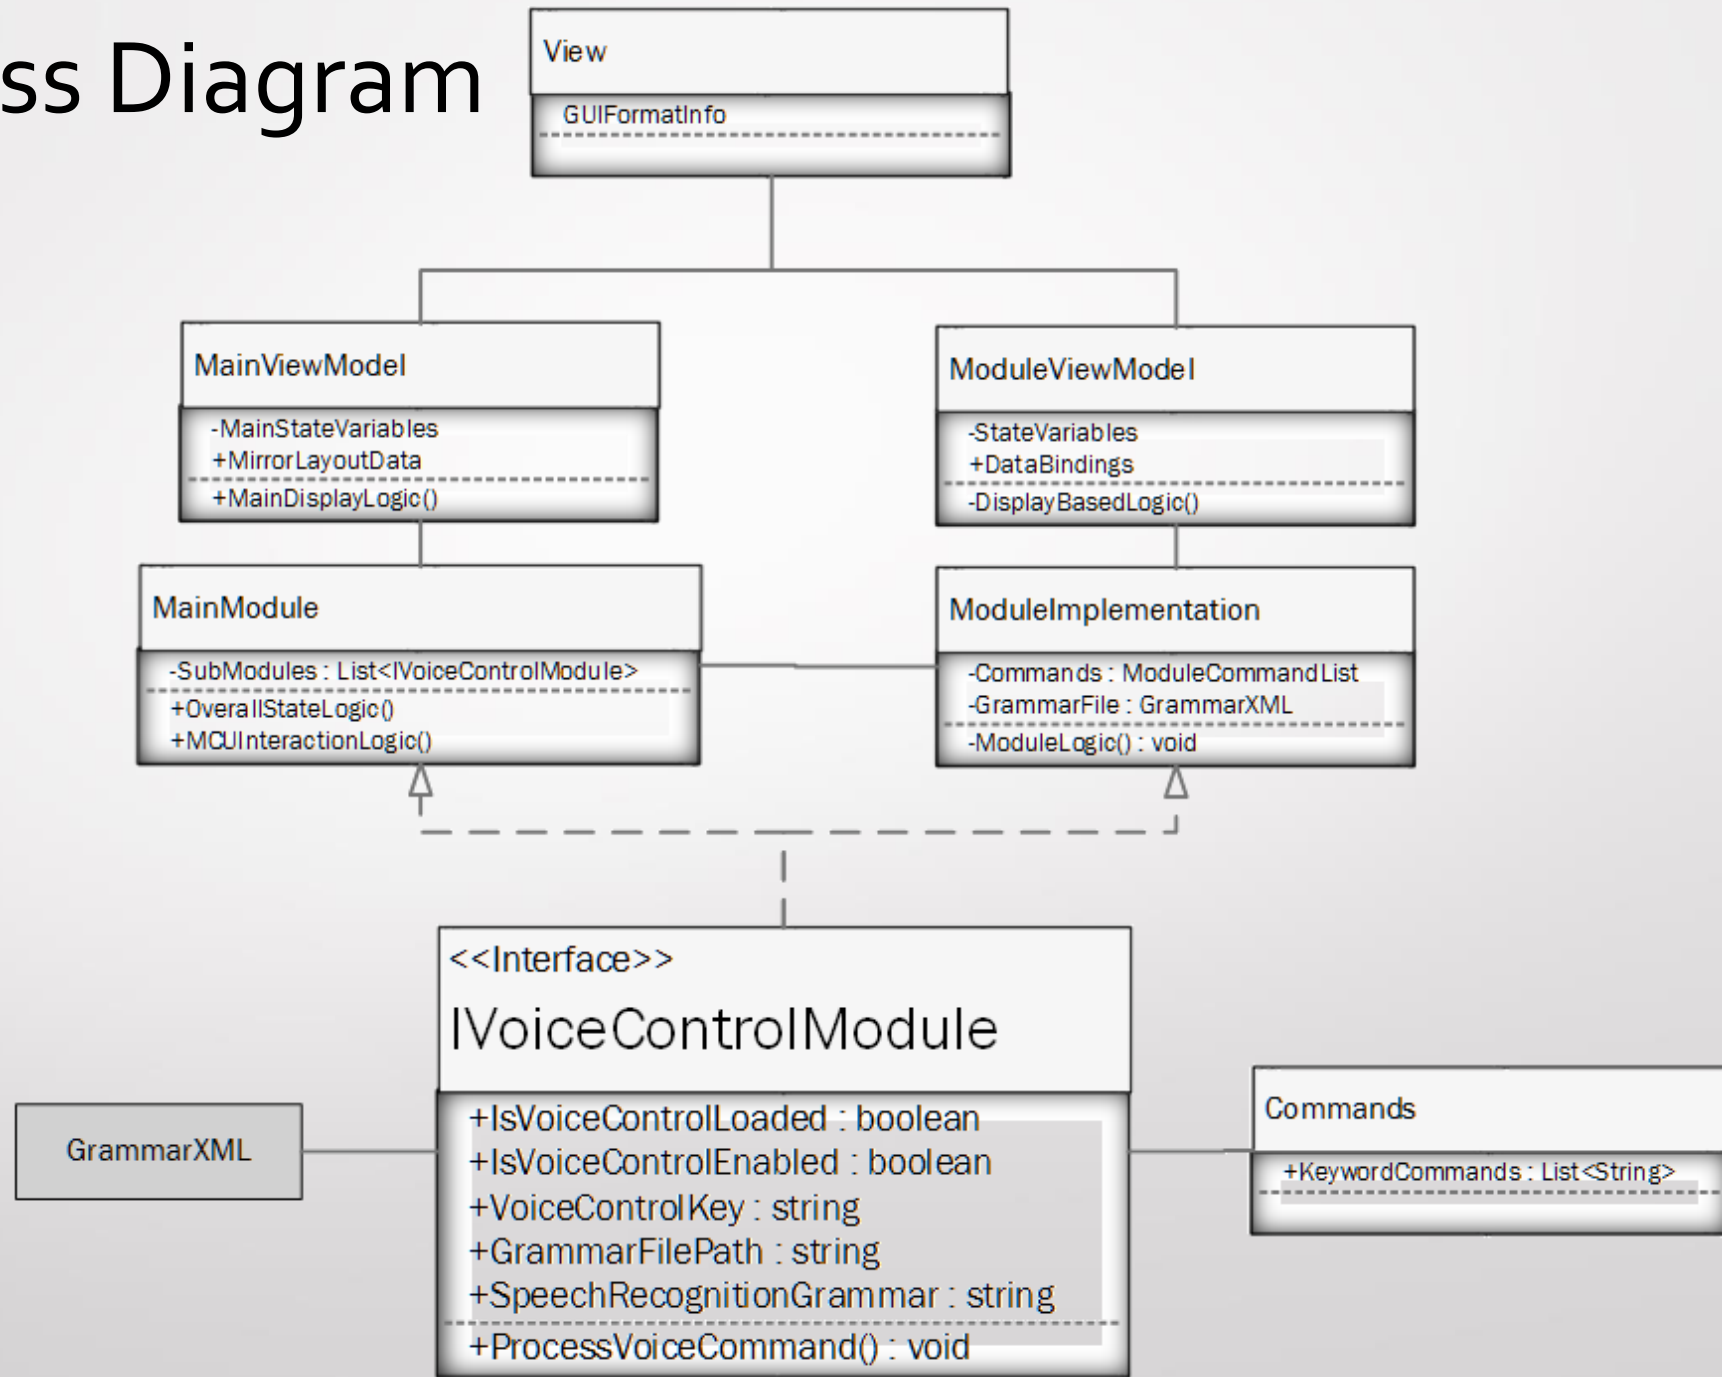 ss Diagram
View
GUIFormatInfo
MainViewModel
-MainStateVariables
+MirrorLayoutData
+MainDisplayLogic()
ModuleViewModel
-StateVariables
+DataBindings
-DisplayBasedLogic()
MainModule
-SubModules : List<IVoiceControlModule>
+OverallStateLogic()
+MCUInteractionLogic()
ModuleImplementation
-Commands : ModuleCommandList
-GrammarFile : GrammarXML
-ModuleLogic() : void
<<Interface>>
IVoiceControlModule
+IsVoiceControlLoaded : boolean
+IsVoiceControlEnabled : boolean
+VoiceControlKey : string
+GrammarFilePath : string
+SpeechRecognitionGrammar : string
+ProcessVoiceCommand() : void
GrammarXML
Commands
+KeywordCommands : List<String>